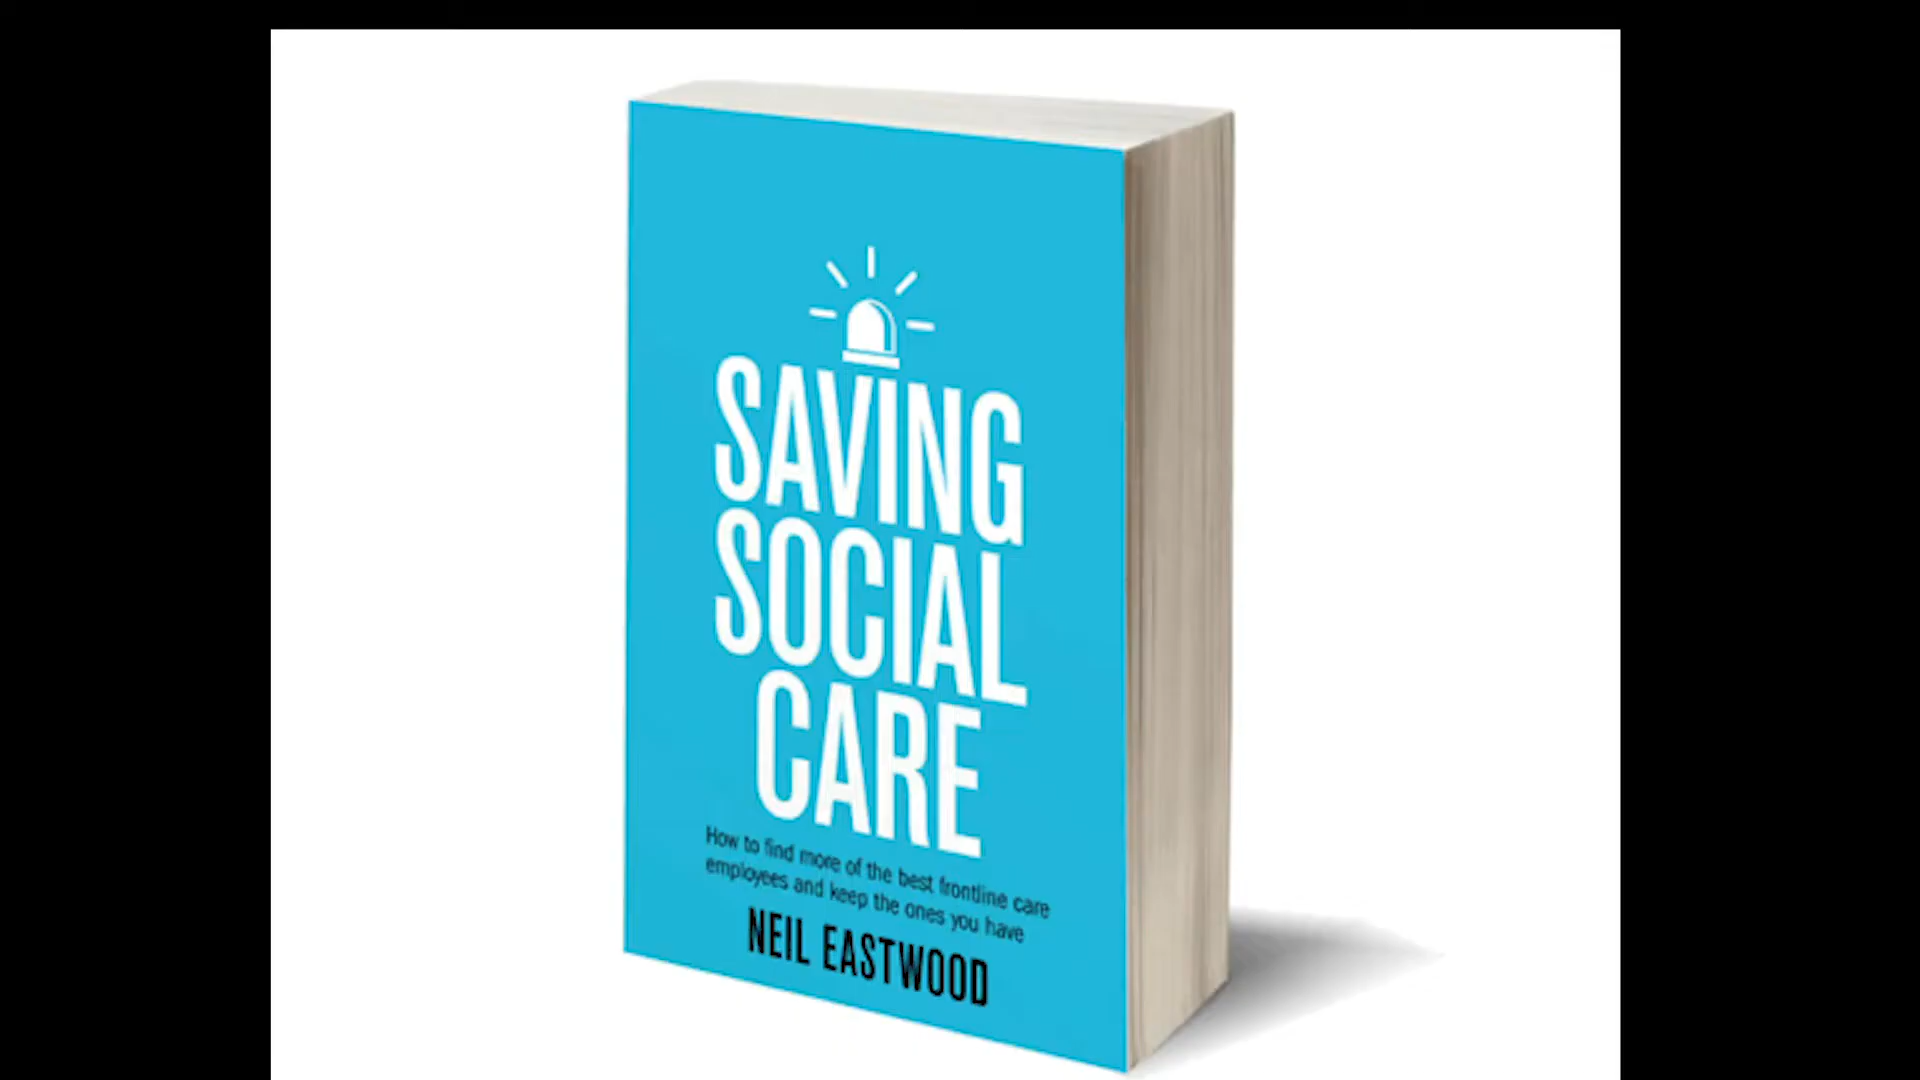 SAVING
SOCIAL
CARE
How to find more of the best frontline care
employees and keep the ones you have
NEIL EASTWOOD